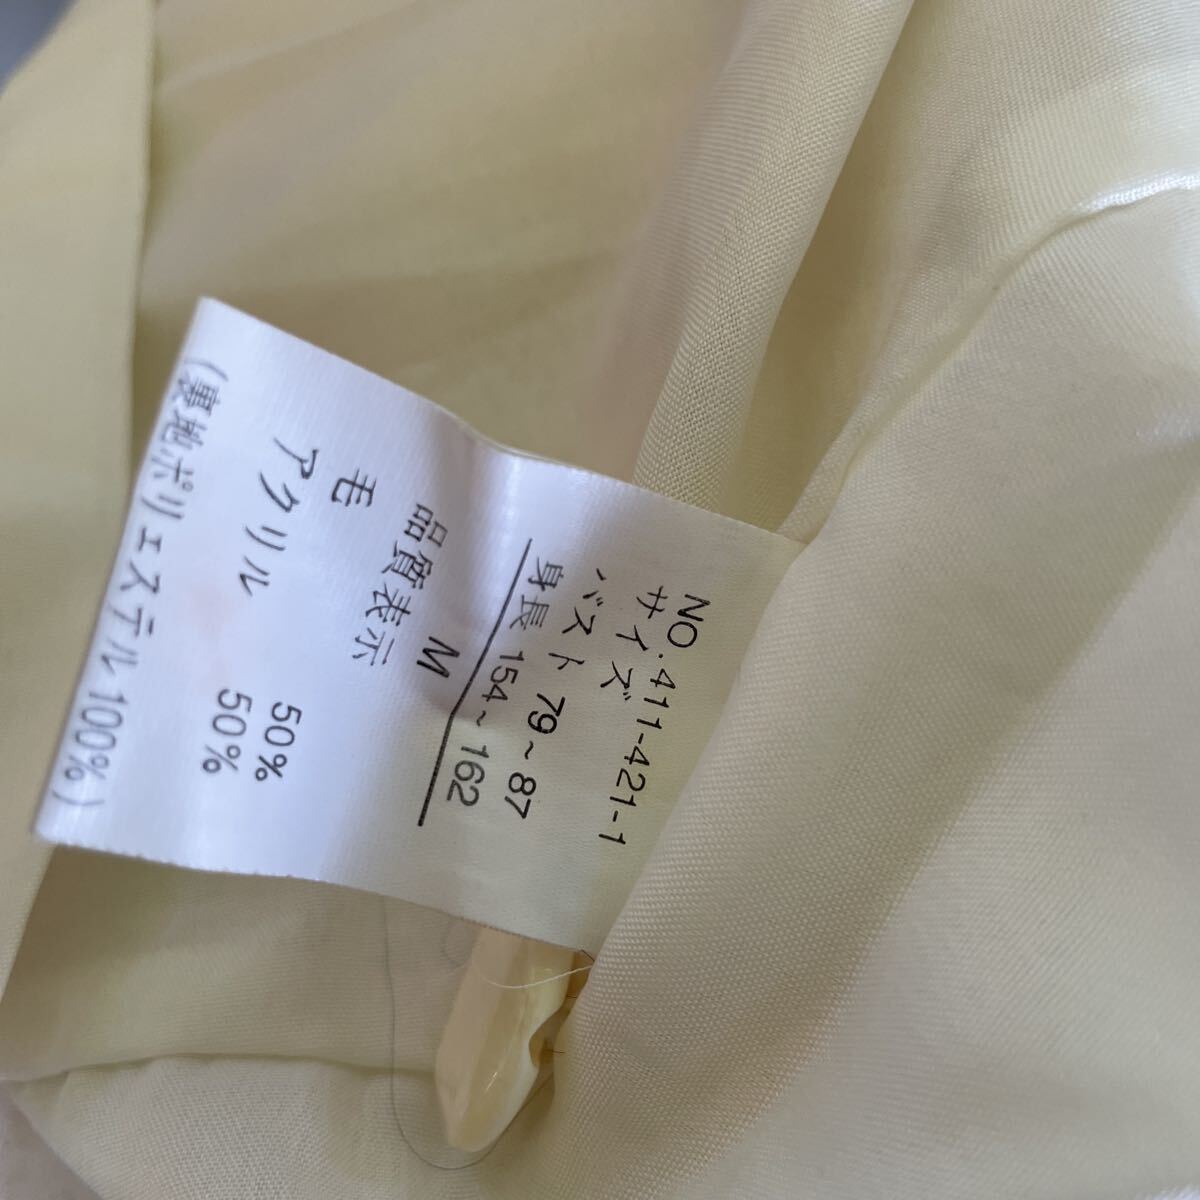 NO.411-421-1
サイズ
バスト 79~87
身長 154~162
M
品質表示
毛 50%
アクリル 50%
(裏地ポリエステル100%)